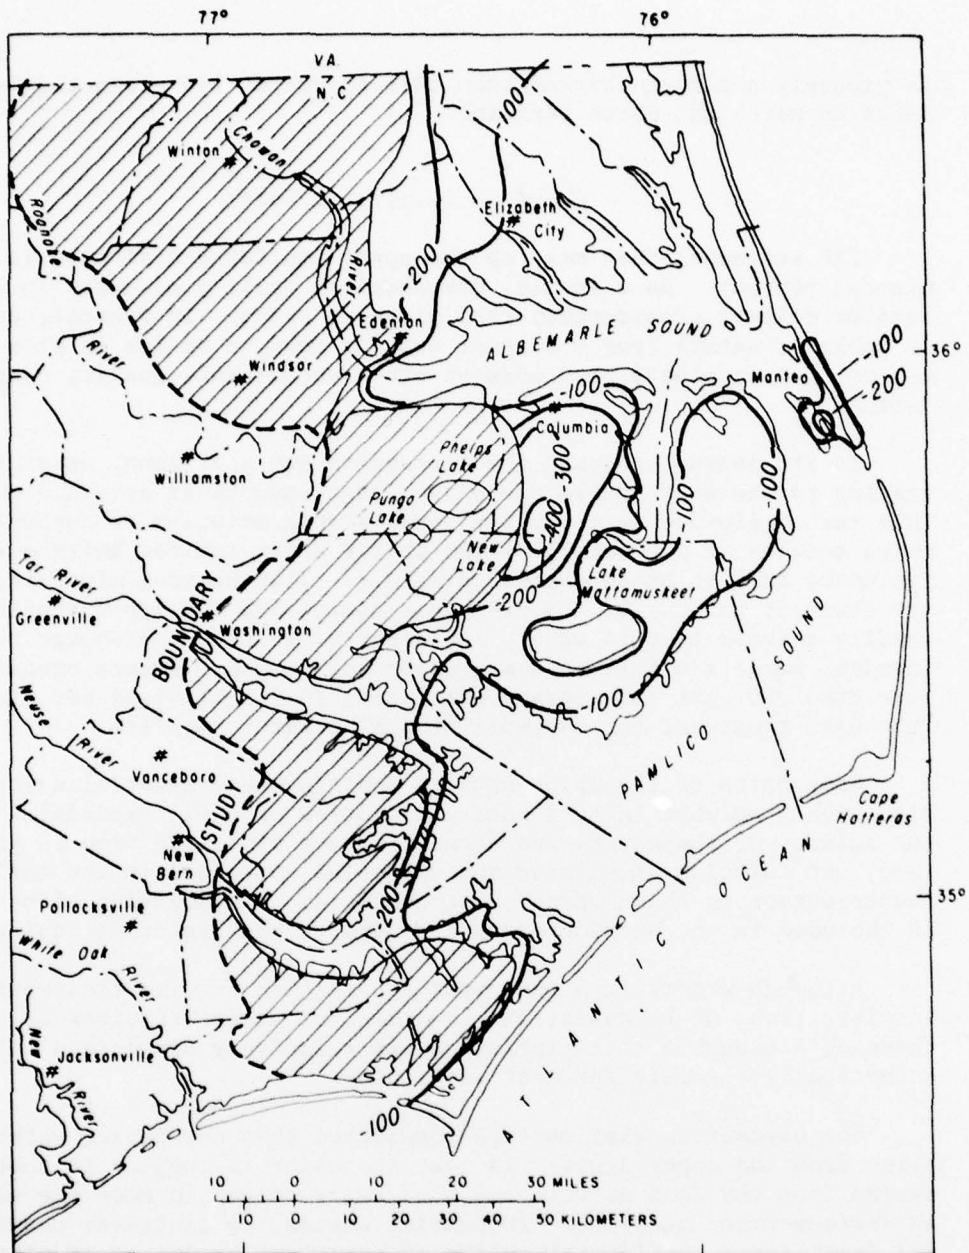 77° 76°
VA.
N.C.
Chowan
River
Winton
Roanoke
River
-100
Elizabeth
City
-200
Edenton
ALBEMARLE SOUND
36°
-100
-200
Manteo
Windsor
-100
Columbia
Phelps
Lake
-300
-400
Pungo
Lake
-100
-100
Williamston
New
Lake
Lake
Mattamuskeet
-200
Tar River
Greenville
Washington
BOUNDARY
STUDY
-100
PAMLICO SOUND
Neuse
River
Vanceboro
Cape
Hatteras
New
Bern
-200
35°
Pollocksville
White Oak
River
ATLANTIC OCEAN
New
River
Jacksonville
-100
10 0 10 20 30 MILES
10 0 10 20 30 40 50 KILOMETERS